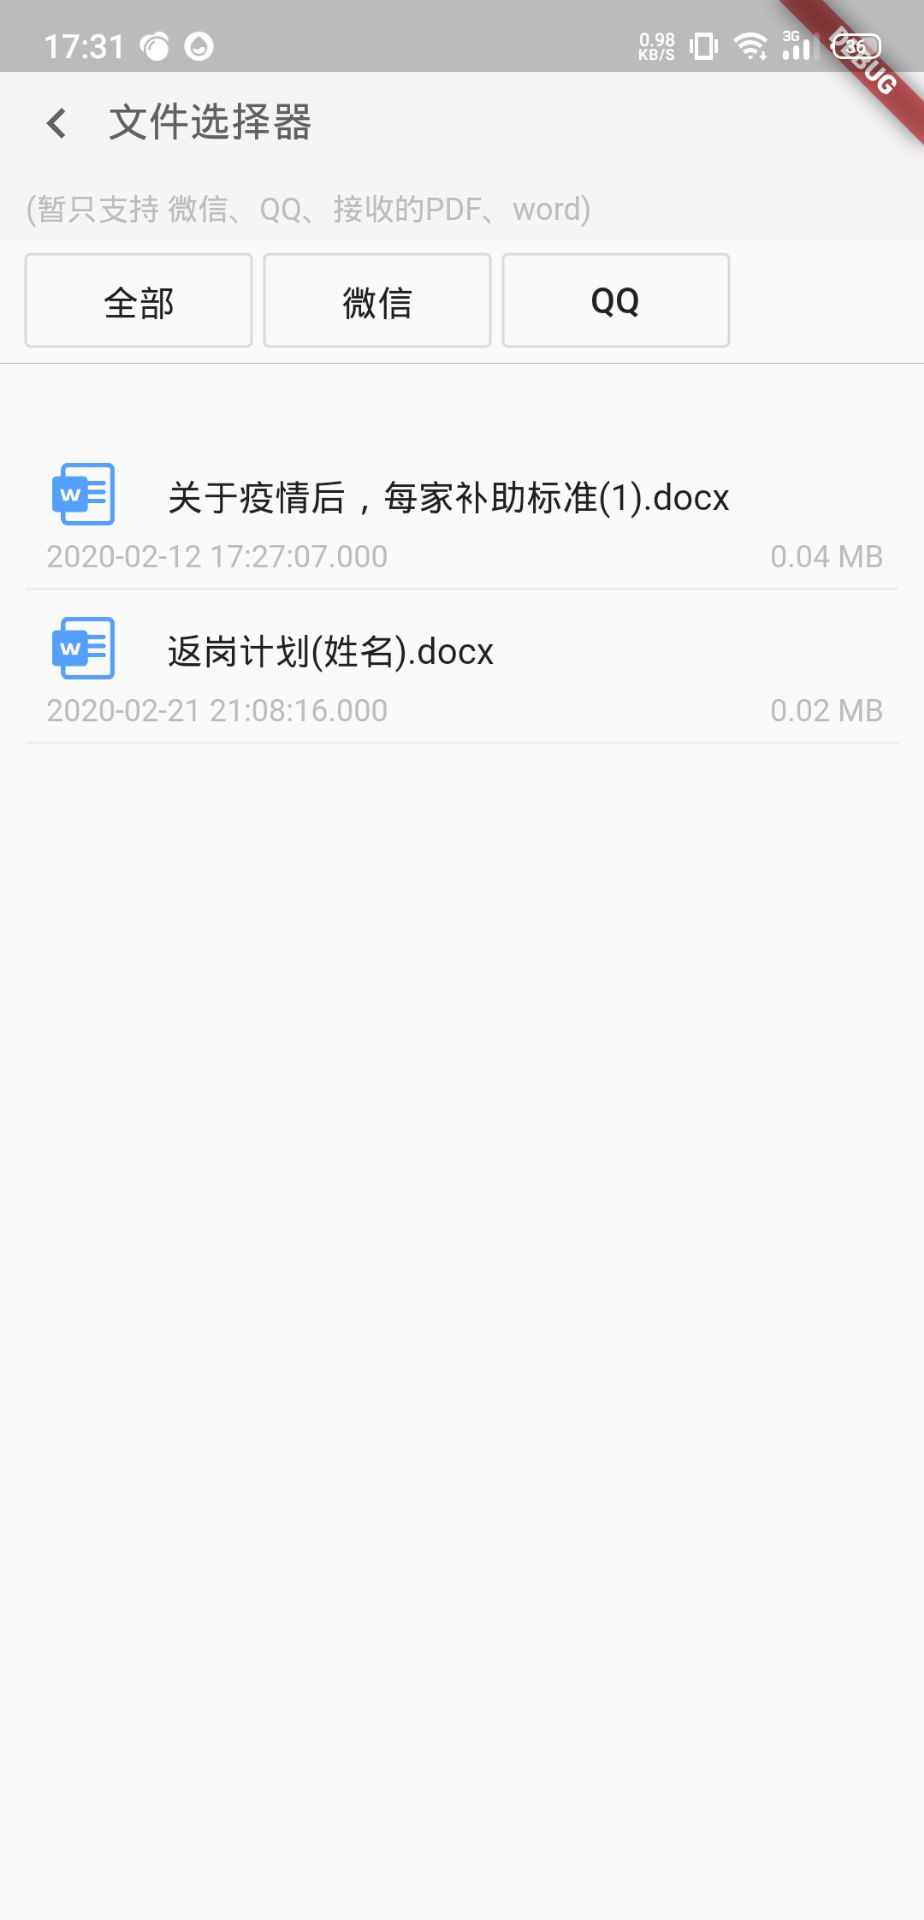 17:31 0.98 KB/S 3G 36
DEBUG
文件选择器
(暂只支持 微信、QQ、接收的PDF、word)
全部 微信 QQ
关于疫情后，每家补助标准(1).docx
2020-02-12 17:27:07.000 0.04 MB
返岗计划(姓名).docx
2020-02-21 21:08:16.000 0.02 MB